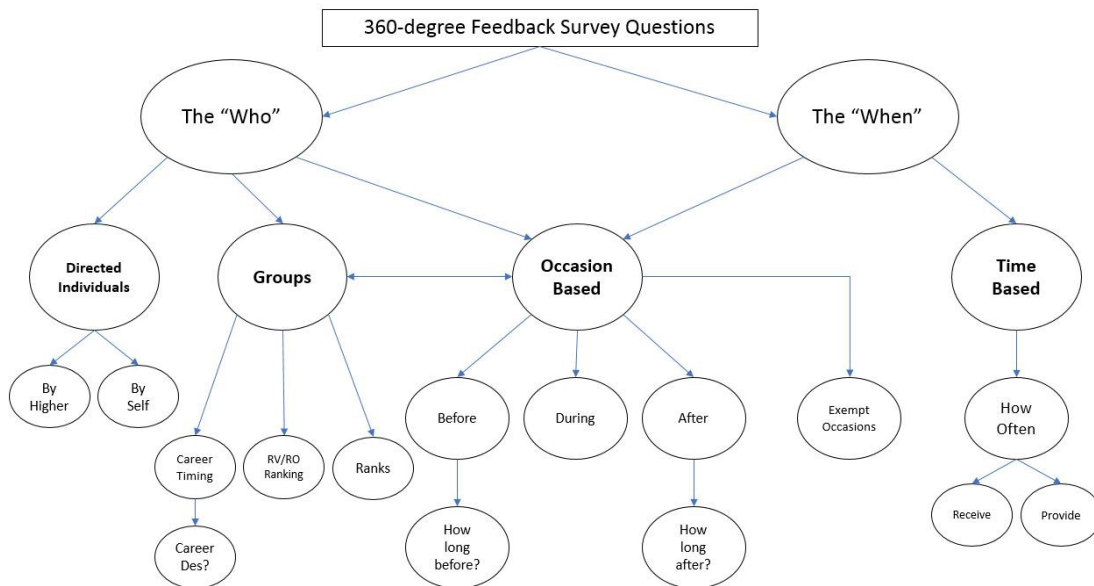 360-degree Feedback Survey Questions
The “Who”
The “When”
Directed
Individuals
Groups
Occasion
Based
Time
Based
By
Higher
By
Self
Career
Timing
RV/RO
Ranking
Ranks
Before
During
After
Exempt
Occasions
How
Often
Career
Des?
How
long
before?
How
long
after?
Receive
Provide